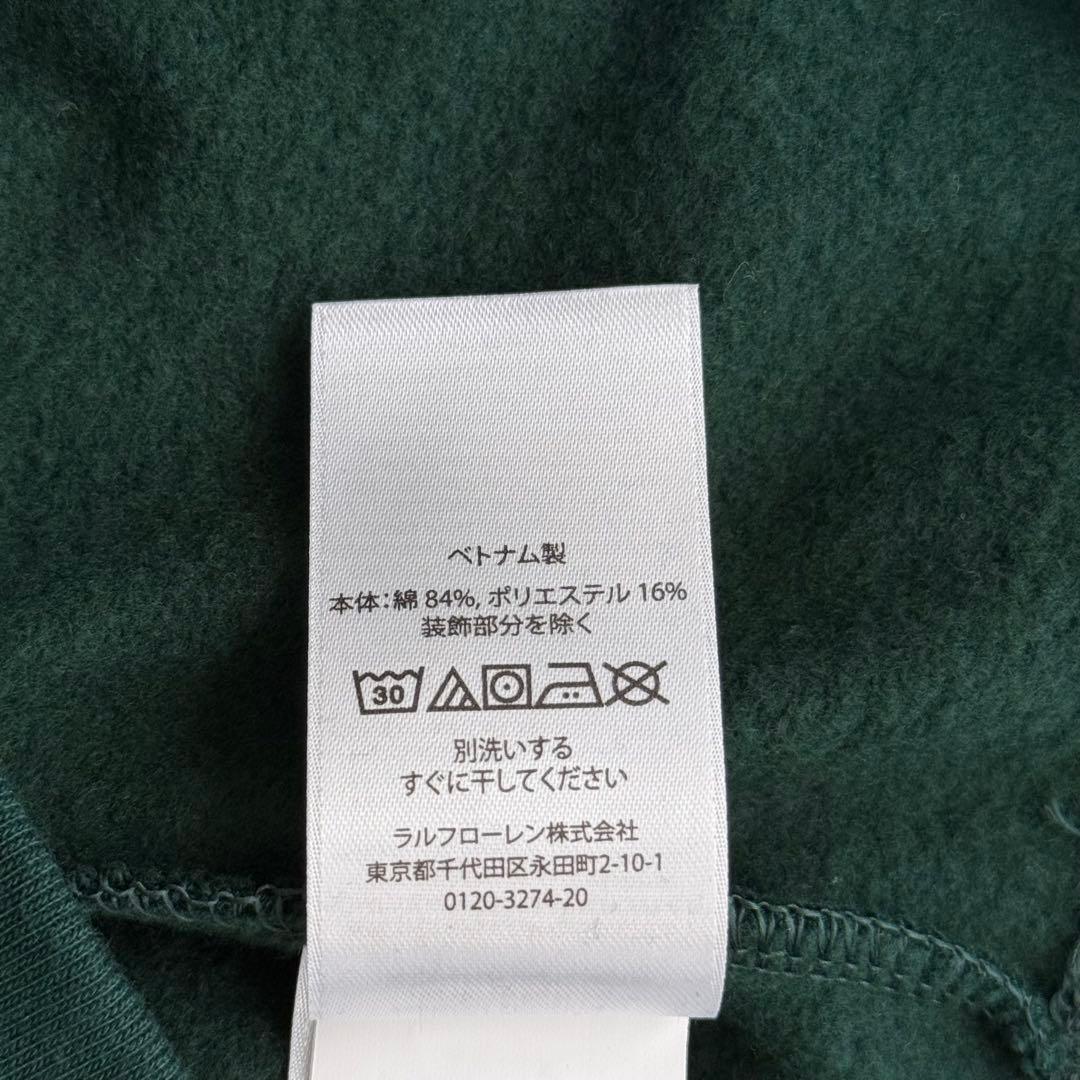 ベトナム製
本体：綿 84%, ポリエステル 16%
装飾部分を除く
30
別洗いする
すぐに干してください
ラルフローレン株式会社
東京都千代田区永田町2-10-1
0120-3274-20